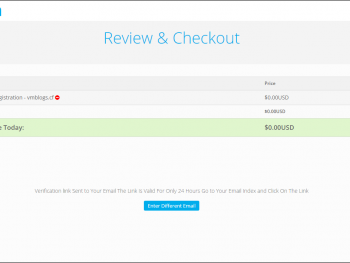 Review & Checkout
Price
gistration - vmblogs.cf $0.00USD
$0.00USD
e Today: $0.00USD
Verification link Sent to Your Email The Link Is Valid For Only 24 Hours Go to Your Email Index and Click On The Link
Enter Different Email